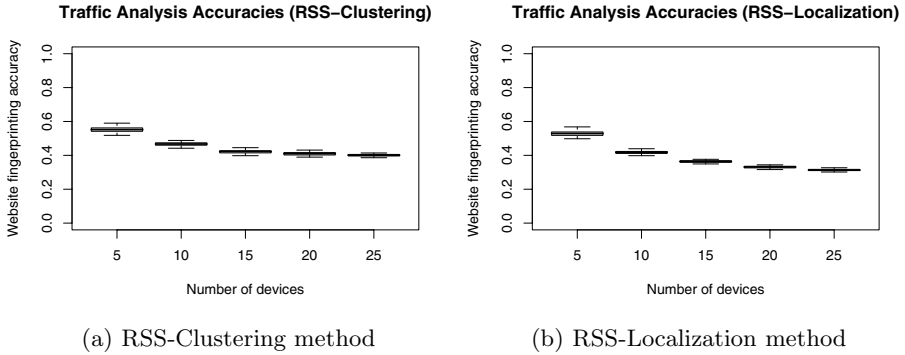 Traffic Analysis Accuracies (RSS−Clustering)
Website fingerprinting accuracy
1.0
0.8
0.6
0.4
0.2
0.0
5 10 15 20 25
Number of devices
(a) RSS-Clustering method
Traffic Analysis Accuracies (RSS−Localization)
Website fingerprinting accuracy
1.0
0.8
0.6
0.4
0.2
0.0
5 10 15 20 25
Number of devices
(b) RSS-Localization method